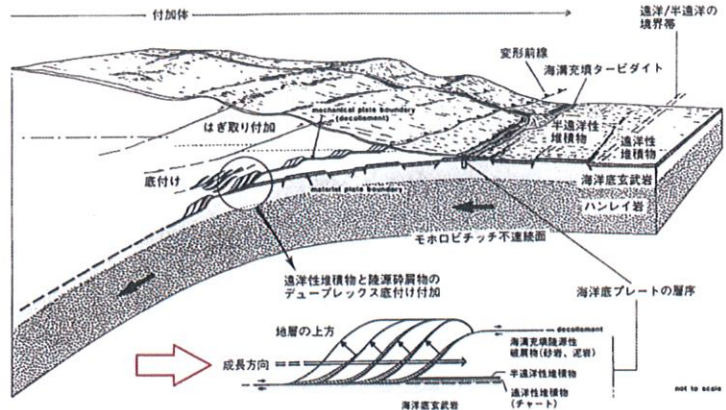 付加体
遠洋/半遠洋の
境界帯
変形前線
海溝充填タービダイト
mechanical plate boundary
(decollement)
はぎ取り付加
半遠洋性
堆積物
遠洋性
堆積物
底付け
material plate boundary
海洋底玄武岩
ハンレイ岩
モホロビチッチ不連続面
遠洋性堆積物と陸源砕屑物の
デュープレックス底付け付加
海洋底プレートの層序
地層の上方
decollement
海溝充填陸源性
砕屑物(砂岩、泥岩)
成長方向
半遠洋性堆積物
遠洋性堆積物
(チャート)
海洋底玄武岩
not to scale